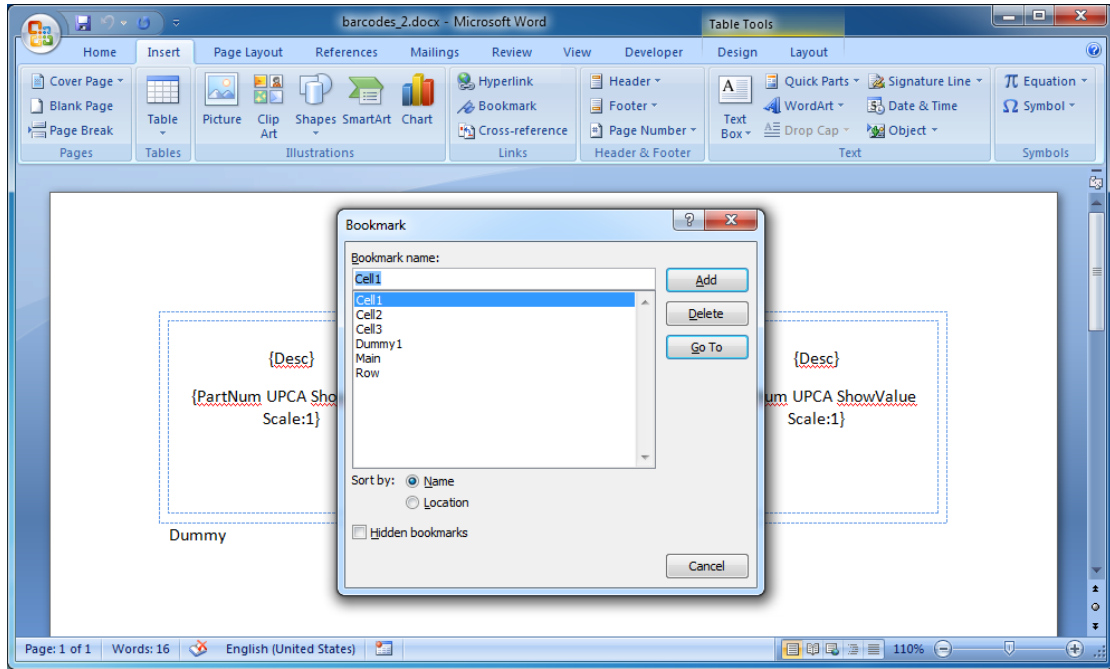 barcodes_2.docx - Microsoft Word
Table Tools
Home Insert Page Layout References Mailings Review View Developer Design Layout
Cover Page
Blank Page
Page Break
Pages
Table
Tables
Picture
Clip Art
Shapes
SmartArt
Chart
Illustrations
Hyperlink
Bookmark
Cross-reference
Links
Header
Footer
Page Number
Header & Footer
A
Text Box
Quick Parts
WordArt
Drop Cap
Signature Line
Date & Time
Object
Text
π Equation
Ω Symbol
Symbols
Bookmark
Bookmark name:
Cell1
Cell1
Cell2
Cell3
Dummy1
Main
Row
Add
Delete
Go To
Sort by: Name
Location
Hidden bookmarks
Cancel
{Desc}
{PartNum UPCA Sho
Scale:1}
{Desc}
um UPCA ShowValue
Scale:1}
Dummy
Page: 1 of 1 Words: 16 English (United States) 110%